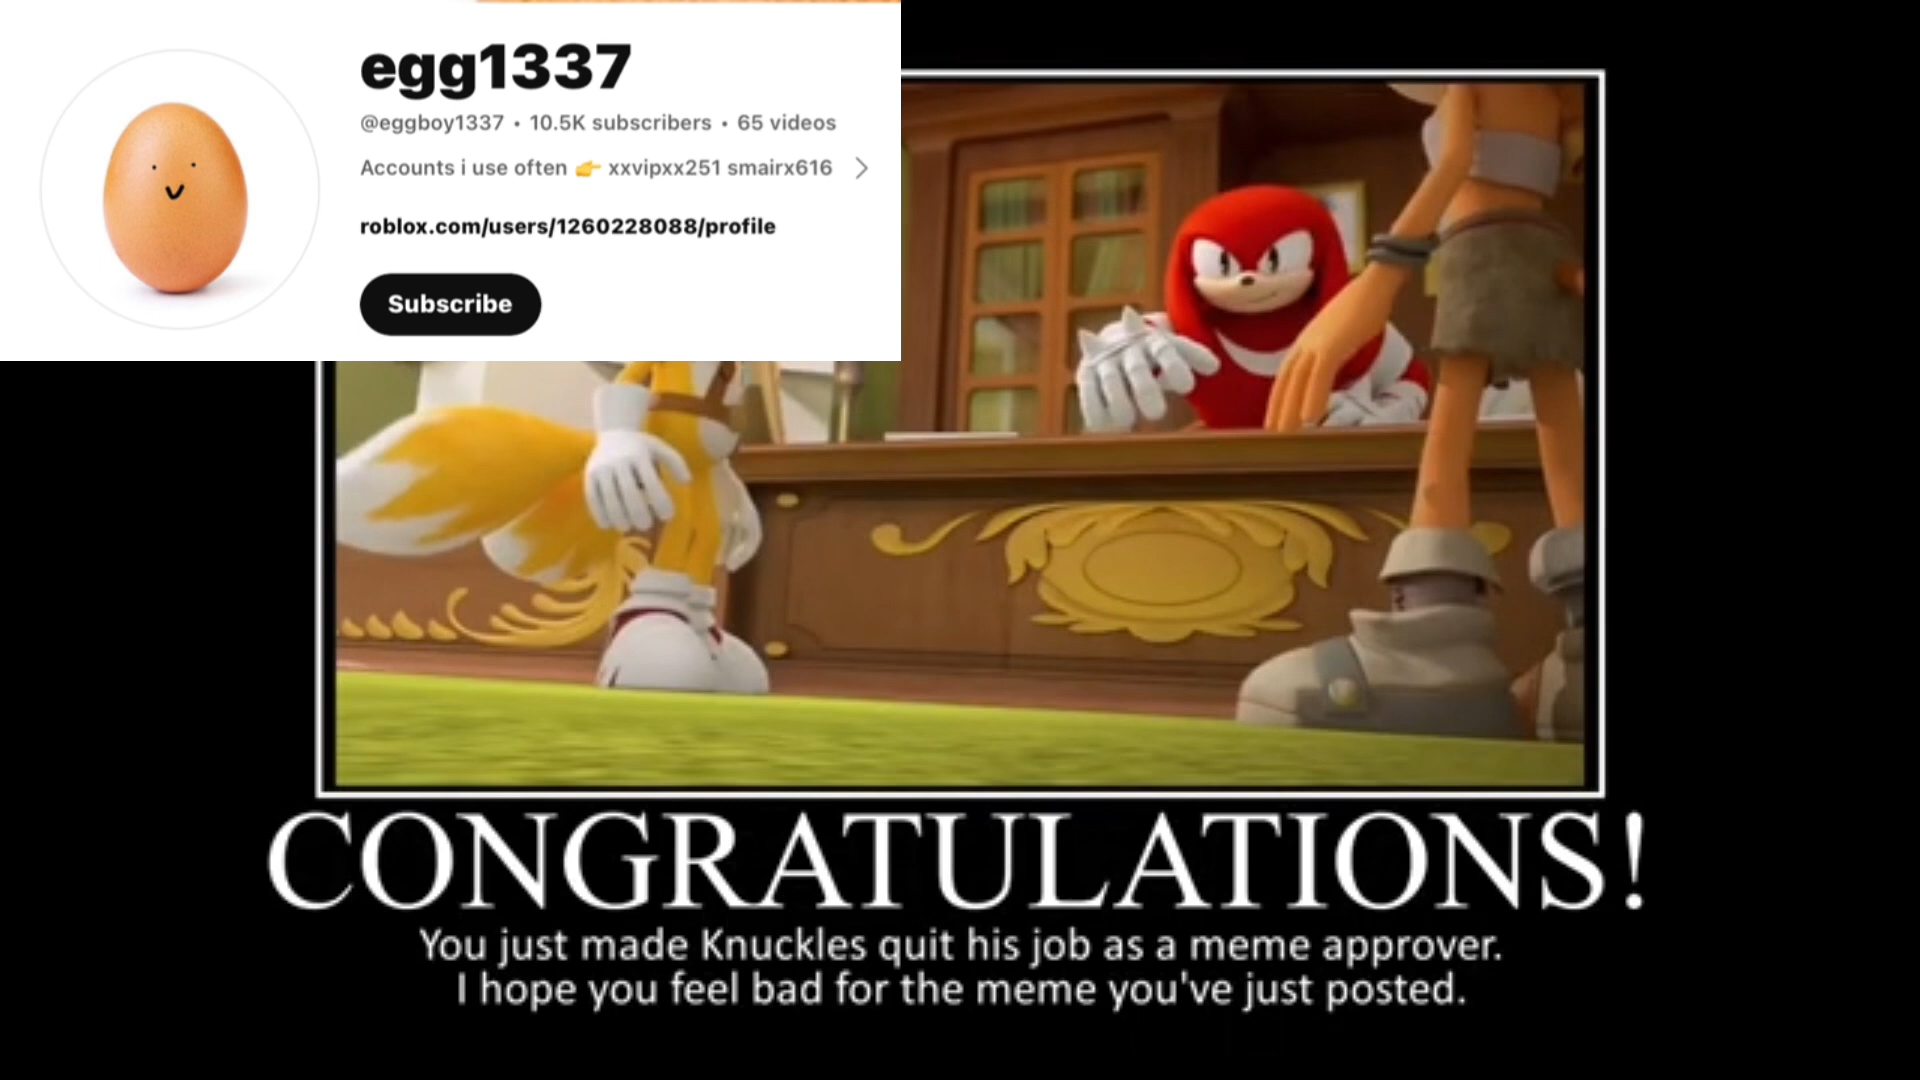 egg1337
@eggboy1337 • 10.5K subscribers • 65 videos
Accounts i use often 👉 xxvipxx251 smairx616
roblox.com/users/1260228088/profile
Subscribe
CONGRATULATIONS!
You just made Knuckles quit his job as a meme approver.
I hope you feel bad for the meme you've just posted.